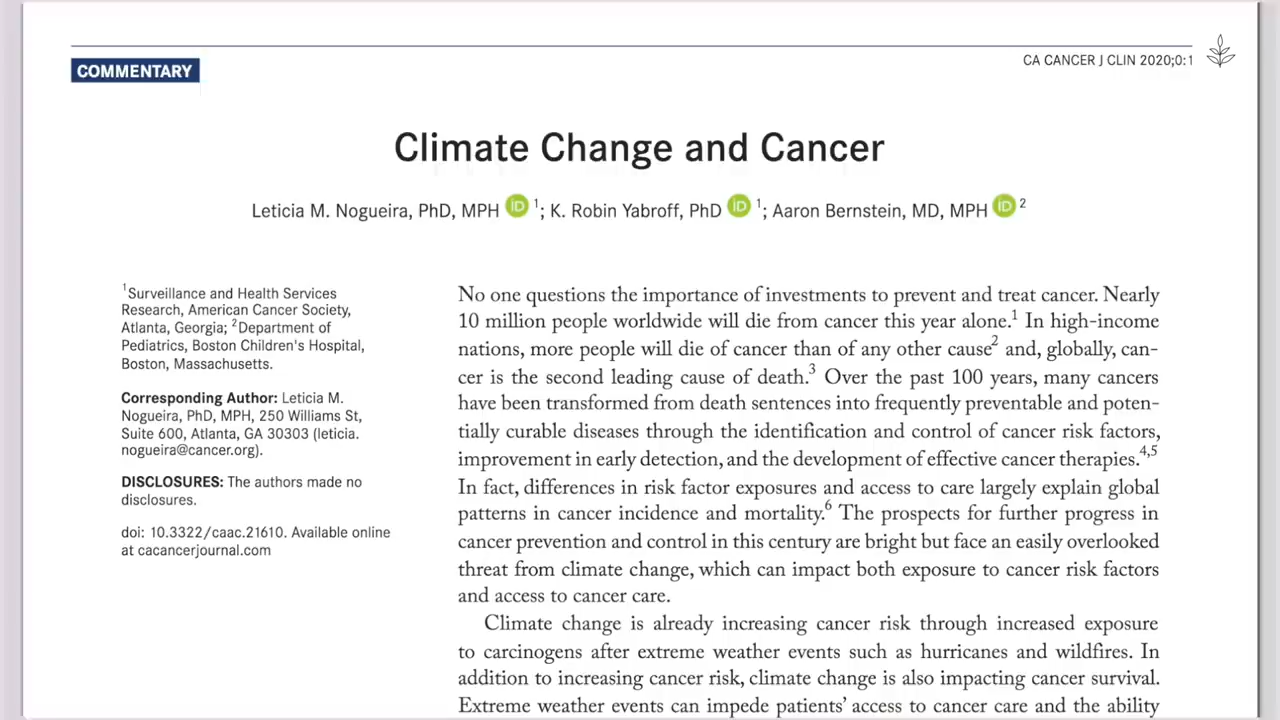 COMMENTARY
CA CANCER J CLIN 2020;0:1
Climate Change and Cancer
Leticia M. Nogueira, PhD, MPH iD 1; K. Robin Yabroff, PhD iD 1; Aaron Bernstein, MD, MPH iD 2
1Surveillance and Health Services
Research, American Cancer Society,
Atlanta, Georgia; 2Department of
Pediatrics, Boston Children's Hospital,
Boston, Massachusetts.
Corresponding Author: Leticia M.
Nogueira, PhD, MPH, 250 Williams St,
Suite 600, Atlanta, GA 30303 (leticia.
nogueira@cancer.org).
DISCLOSURES: The authors made no
disclosures.
doi: 10.3322/caac.21610. Available online
at cacancerjournal.com
No one questions the importance of investments to prevent and treat cancer. Nearly
10 million people worldwide will die from cancer this year alone.1 In high-income
nations, more people will die of cancer than of any other cause2 and, globally, can-
cer is the second leading cause of death.3 Over the past 100 years, many cancers
have been transformed from death sentences into frequently preventable and poten-
tially curable diseases through the identification and control of cancer risk factors,
improvement in early detection, and the development of effective cancer therapies.4,5
In fact, differences in risk factor exposures and access to care largely explain global
patterns in cancer incidence and mortality.6 The prospects for further progress in
cancer prevention and control in this century are bright but face an easily overlooked
threat from climate change, which can impact both exposure to cancer risk factors
and access to cancer care.
Climate change is already increasing cancer risk through increased exposure
to carcinogens after extreme weather events such as hurricanes and wildfires. In
addition to increasing cancer risk, climate change is also impacting cancer survival.
Extreme weather events can impede patients' access to cancer care and the ability